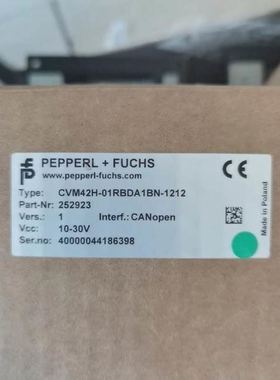 PEPPERL + FUCHS
www.pepperl-fuchs.com
Type: CVM42H-01RBDA1BN-1212
Part-Nr: 252923
Vers.: 1 Interf.: CANopen
Vcc: 10-30V
Ser.no: 40000044186398
CE
Made in Poland